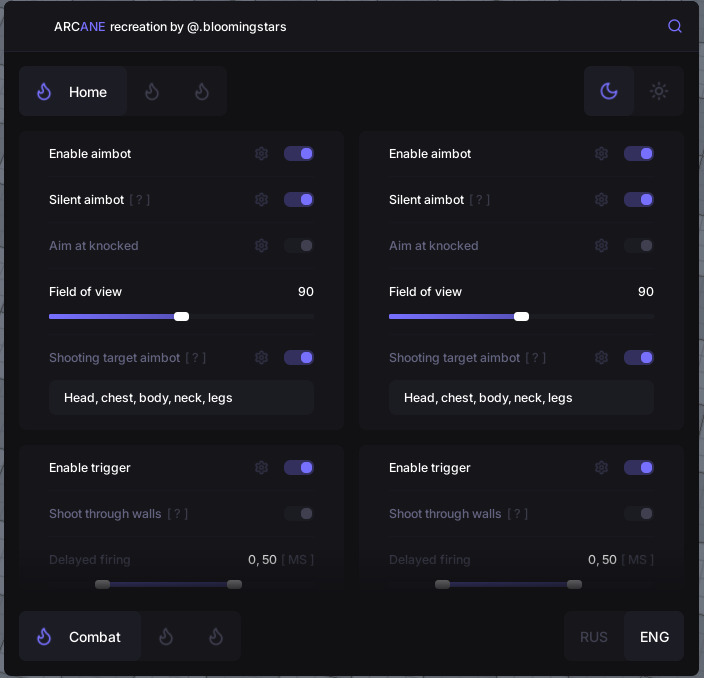 ARCANE recreation by @.bloomingstars
Home
Enable aimbot
Silent aimbot [ ? ]
Aim at knocked
Field of view 90
Shooting target aimbot [ ? ]
Head, chest, body, neck, legs
Enable trigger
Shoot through walls [ ? ]
Delayed firing 0, 50 [ MS ]
Enable aimbot
Silent aimbot [ ? ]
Aim at knocked
Field of view 90
Shooting target aimbot [ ? ]
Head, chest, body, neck, legs
Enable trigger
Shoot through walls [ ? ]
Delayed firing 0, 50 [ MS ]
Combat
RUS ENG